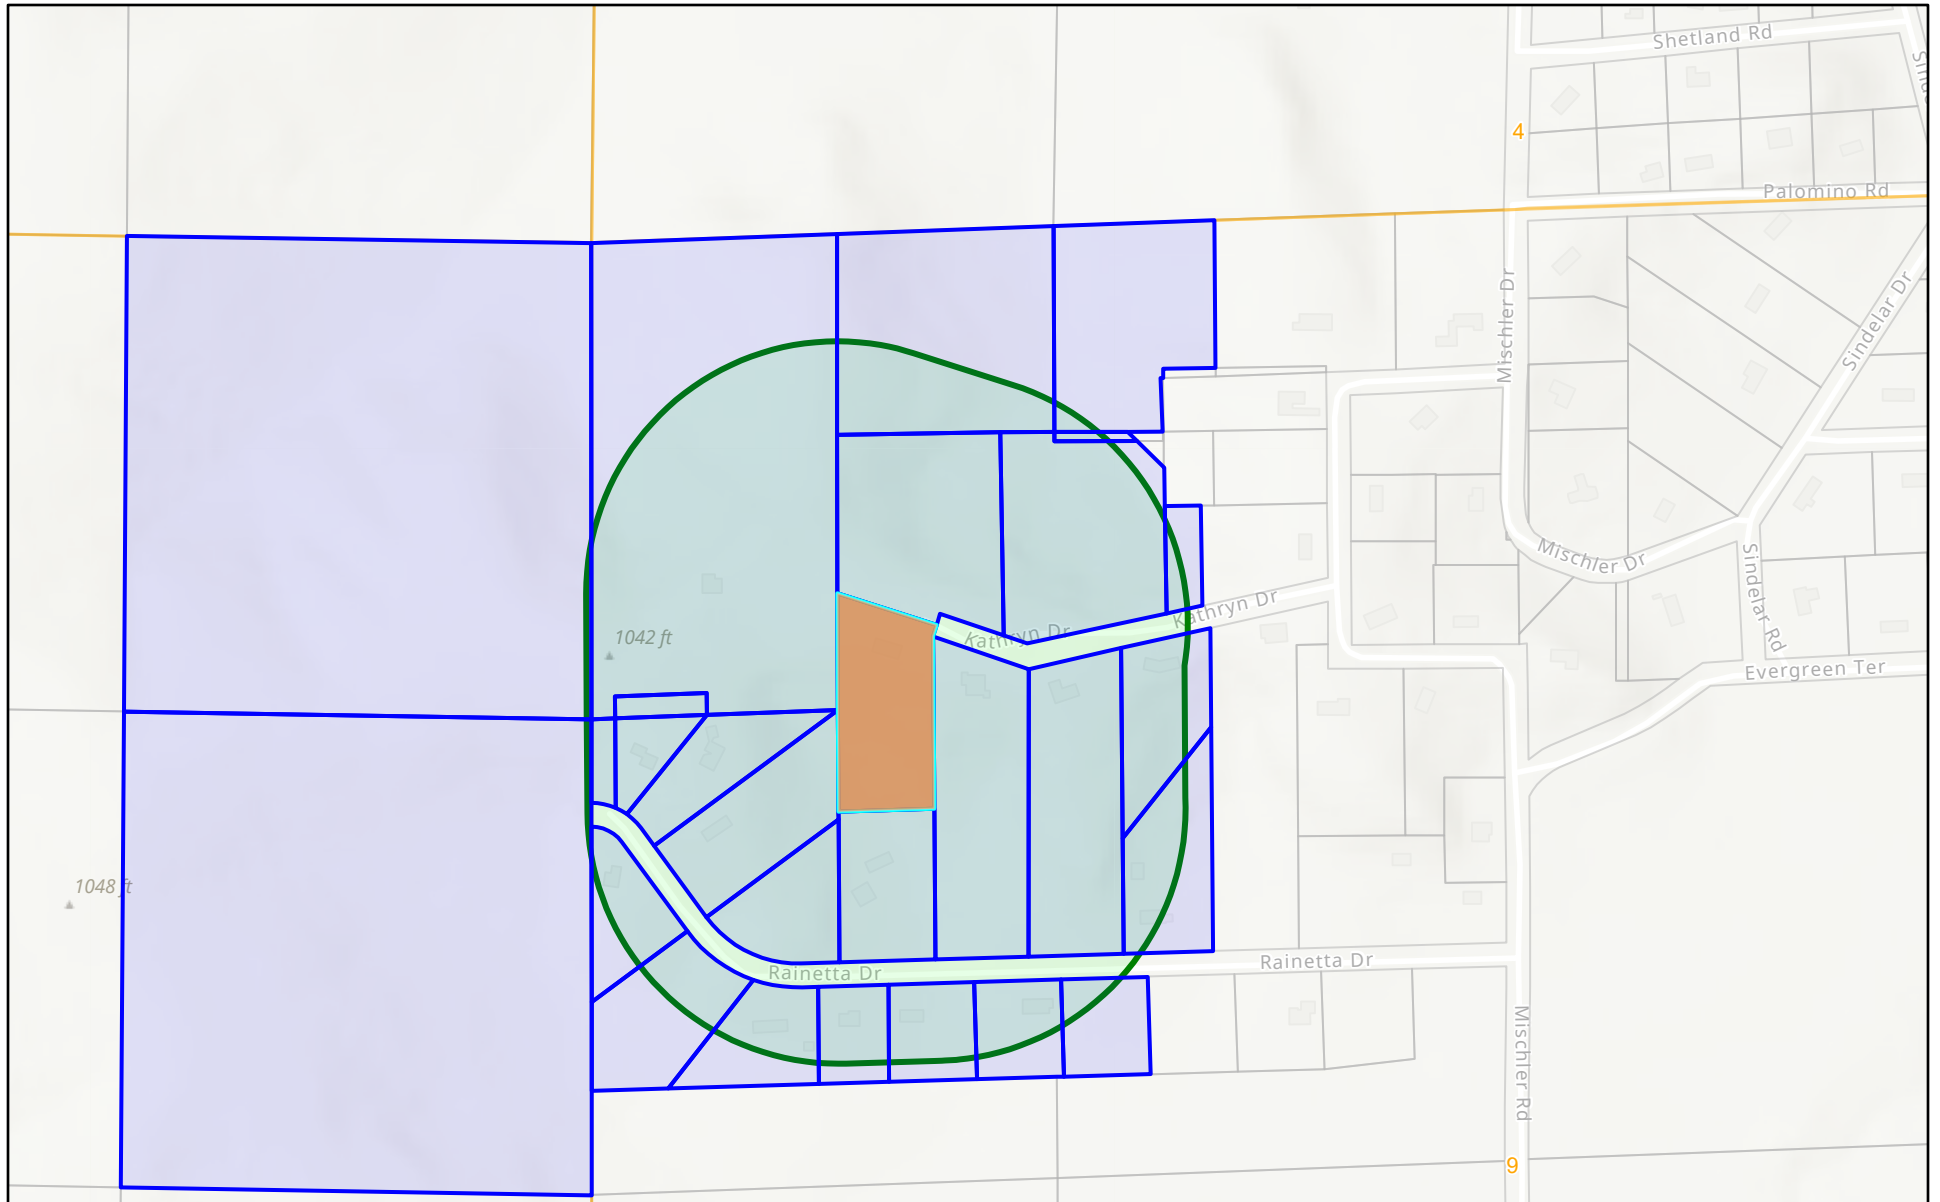 Shetland Rd
Sinde
4
Palomino Rd
Mischler Dr
Sindelar Dr
Mischler Dr
Sindelar Rd
Kathryn Dr
Kathryn Dr
1042 ft
Evergreen Ter
1048 ft
Rainetta Dr
Rainetta Dr
Mischler Rd
9